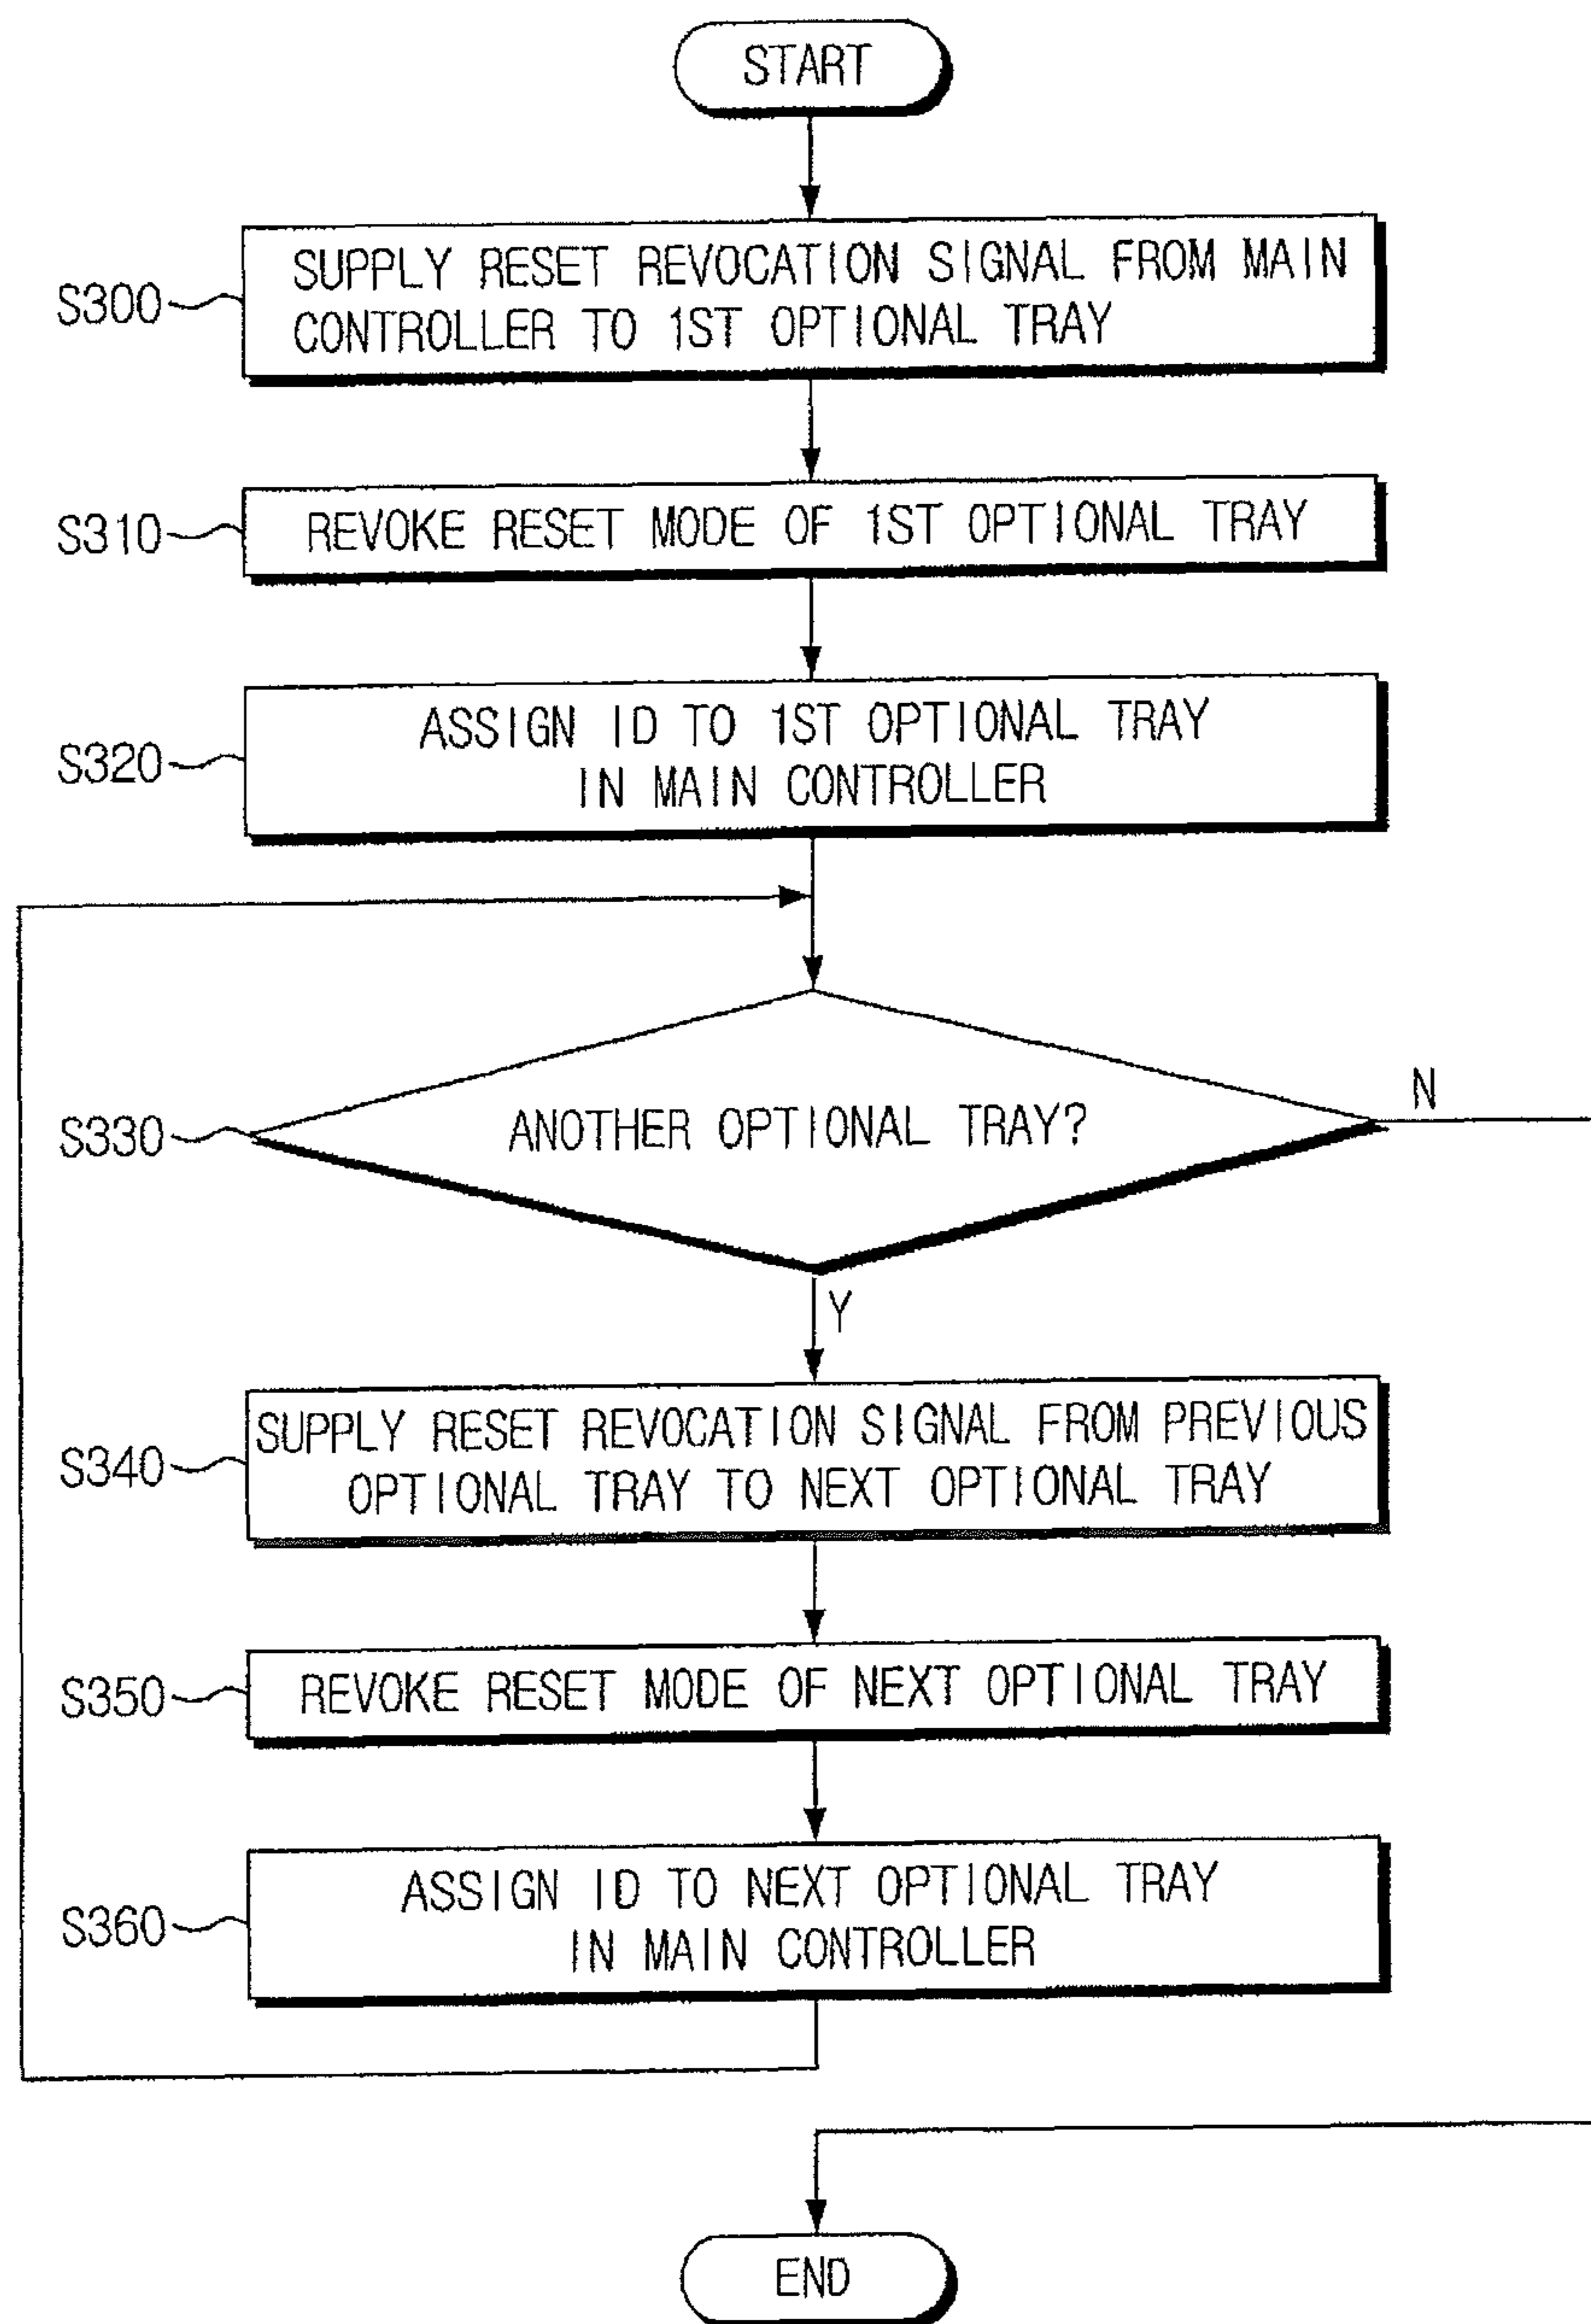 START
S300
SUPPLY RESET REVOCATION SIGNAL FROM MAIN
CONTROLLER TO 1ST OPTIONAL TRAY
S310
REVOKE RESET MODE OF 1ST OPTIONAL TRAY
S320
ASSIGN ID TO 1ST OPTIONAL TRAY
IN MAIN CONTROLLER
S330
ANOTHER OPTIONAL TRAY?
N
Y
S340
SUPPLY RESET REVOCATION SIGNAL FROM PREVIOUS
OPTIONAL TRAY TO NEXT OPTIONAL TRAY
S350
REVOKE RESET MODE OF NEXT OPTIONAL TRAY
S360
ASSIGN ID TO NEXT OPTIONAL TRAY
IN MAIN CONTROLLER
END